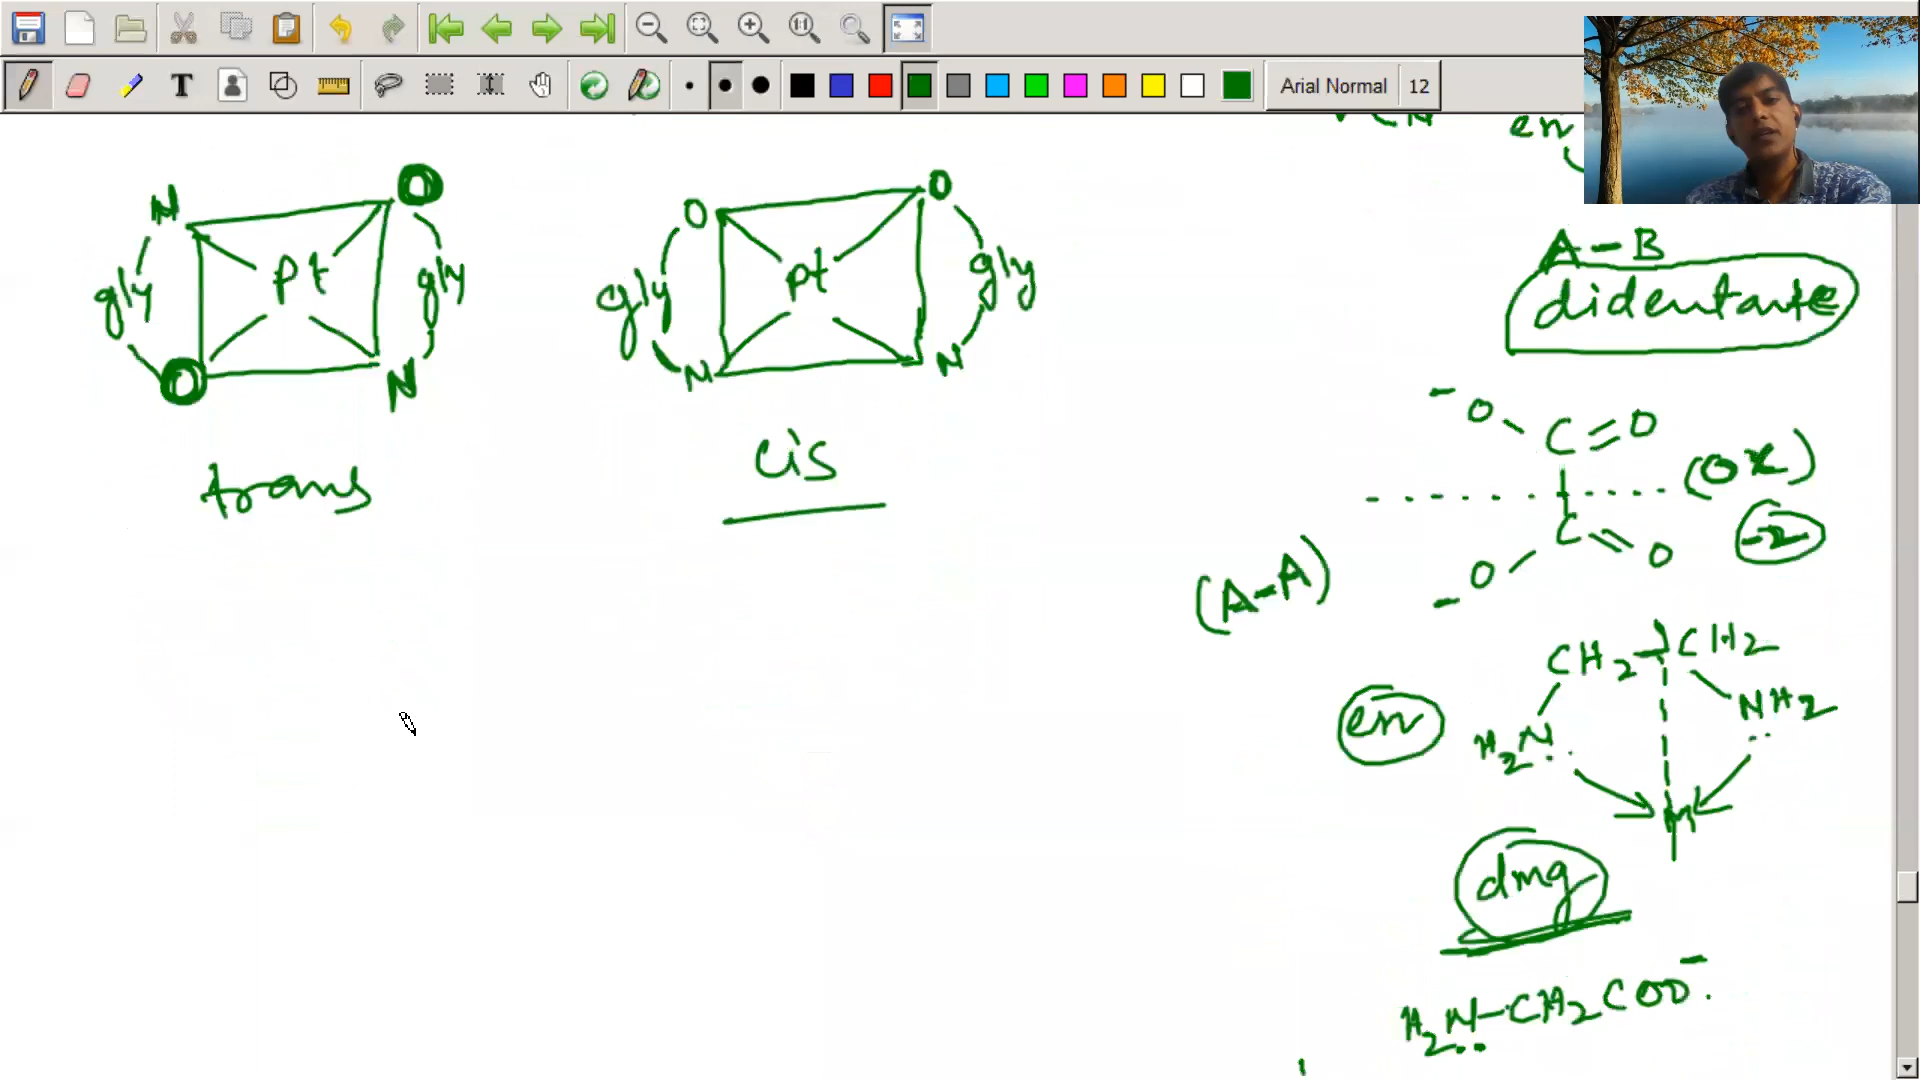 Arial Normal 12
en
N O
Pt
gly gly
O N
trans
O O
pt
gly gly
N N
cis
A-B
didentante
- O C = O
(OX)
C = O -2
- O
(A-A)
CH2 - CH2
en H2N NH2
M
dmg
H2N-CH2COO-